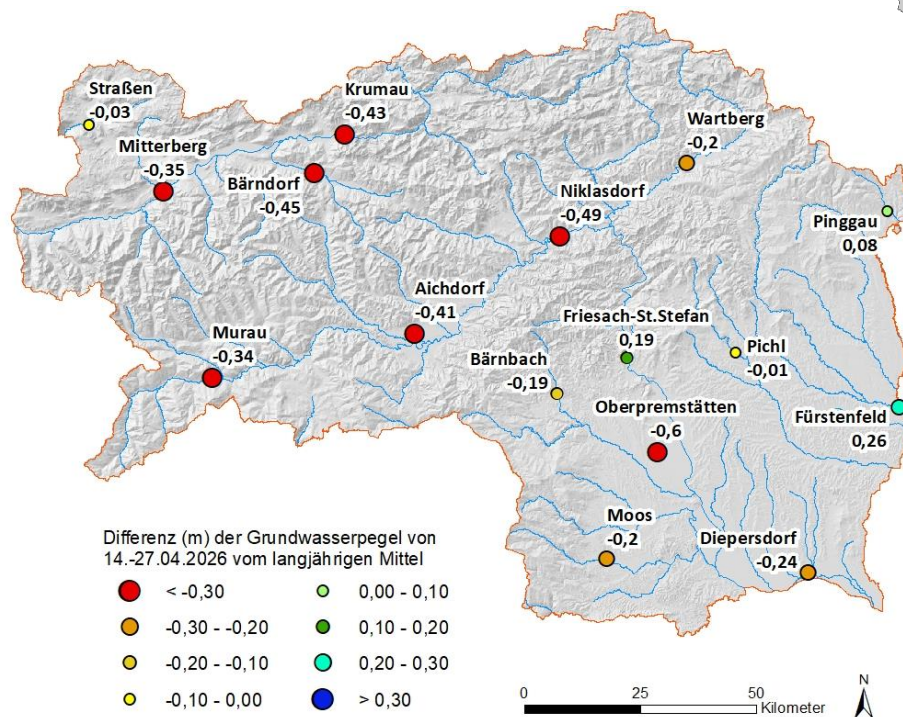 Straßen
-0,03
Krumau
-0,43
Mitterberg
-0,35
Bärndorf
-0,45
Wartberg
-0,2
Niklasdorf
-0,49
Pinggau
0,08
Aichdorf
-0,41
Friesach-St.Stefan
0,19
Murau
-0,34
Bärnbach
-0,19
Pichl
-0,01
Oberpremstätten
-0,6
Fürstenfeld
0,26
Moos
-0,2
Diepersdorf
-0,24
Differenz (m) der Grundwasserpegel von
14.-27.04.2026 vom langjährigen Mittel
< -0,30
-0,30 - -0,20
-0,20 - -0,10
-0,10 - 0,00
0,00 - 0,10
0,10 - 0,20
0,20 - 0,30
> 0,30
0 25 50
Kilometer
N